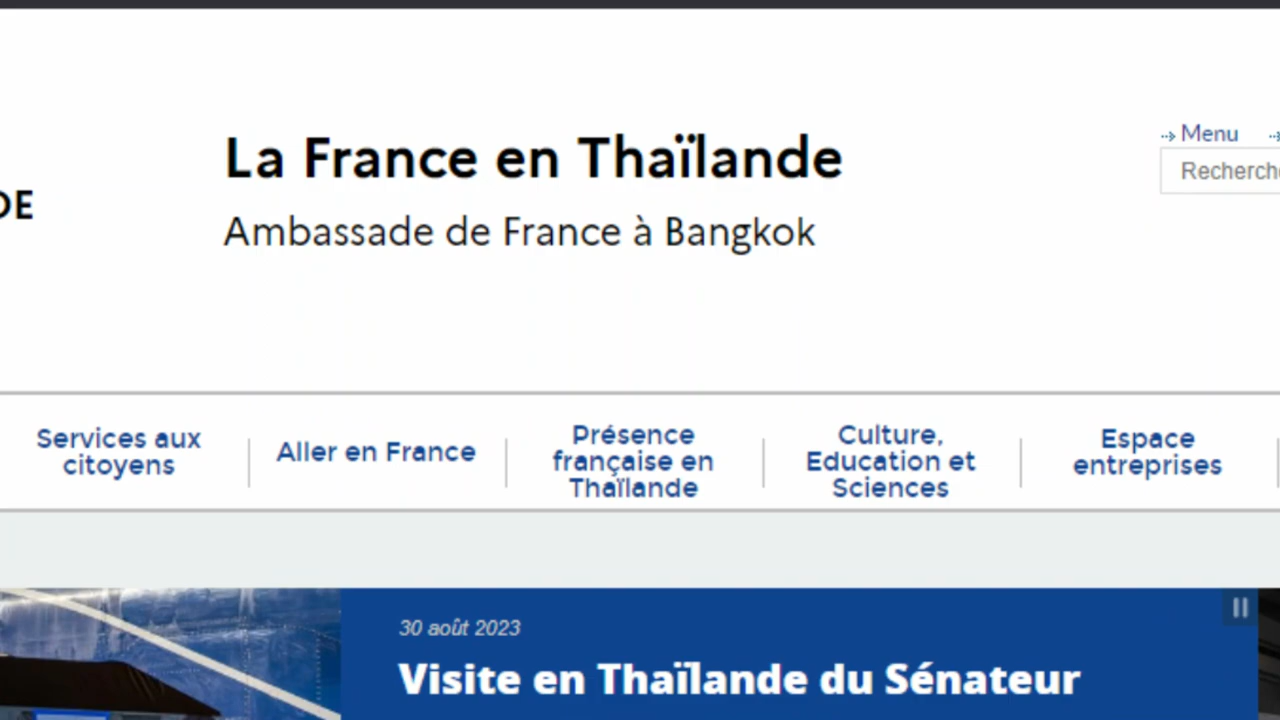 La France en Thaïlande
DE
Ambassade de France à Bangkok
Menu
Recherche
Services aux
citoyens
Aller en France
Présence
française en
Thaïlande
Culture,
Education et
Sciences
Espace
entreprises
30 août 2023
Visite en Thaïlande du Sénateur